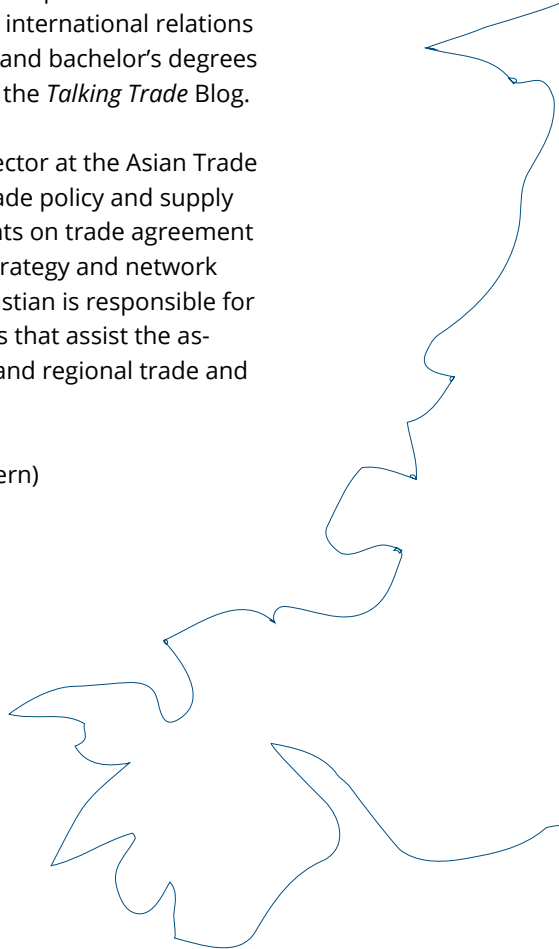 international relations
and bachelor’s degrees
the Talking Trade Blog.
ector at the Asian Trade
ade policy and supply
nts on trade agreement
trategy and network
stian is responsible for
s that assist the as-
and regional trade and
ern)